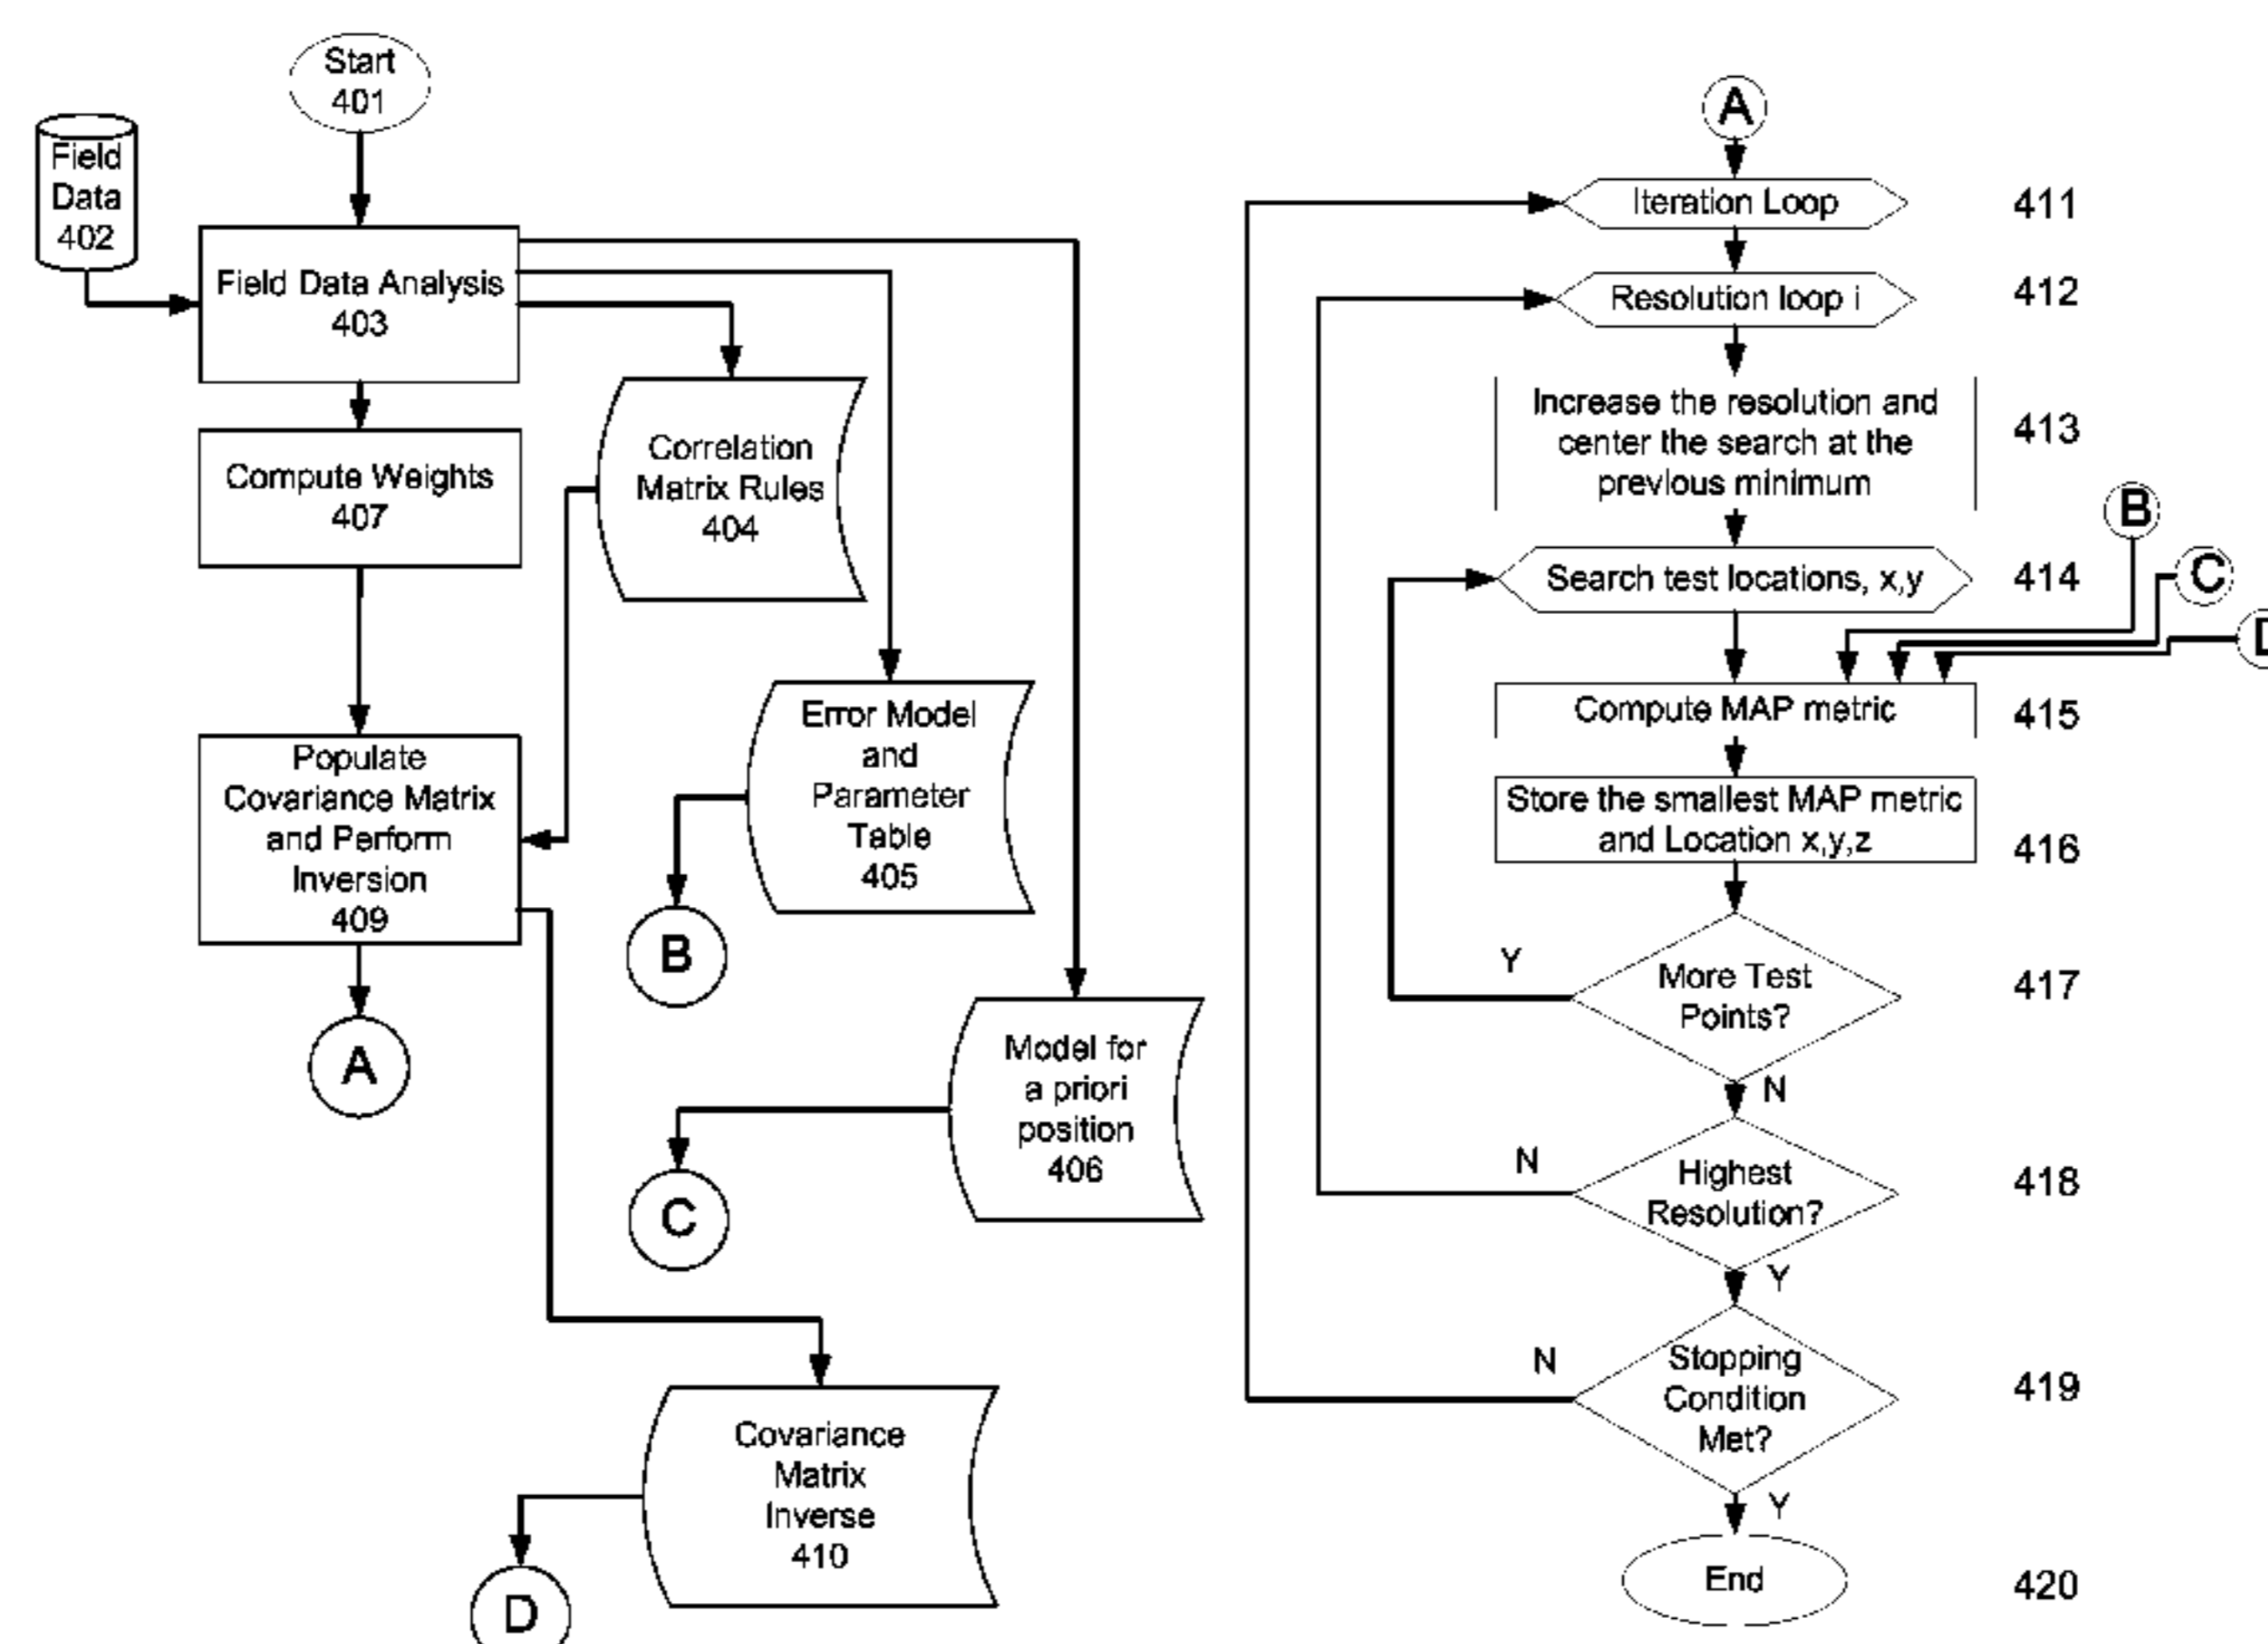 Start
401
Field
Data
402
Field Data Analysis
403
Compute Weights
407
Correlation
Matrix Rules
404
Populate
Covariance Matrix
and Perform
Inversion
409
Error Model
and
Parameter
Table
405
A
B
Model for
a priori
position
406
C
Covariance
Matrix
Inverse
410
D
A
Iteration Loop
411
Resolution loop i
412
Increase the resolution and
center the search at the
previous minimum
413
B
Search test locations, x,y
414
C
D
Compute MAP metric
415
Store the smallest MAP metric
and Location x,y,z
416
Y
More Test
Points?
417
N
N
Highest
Resolution?
418
Y
N
Stopping
Condition
Met?
419
Y
End
420